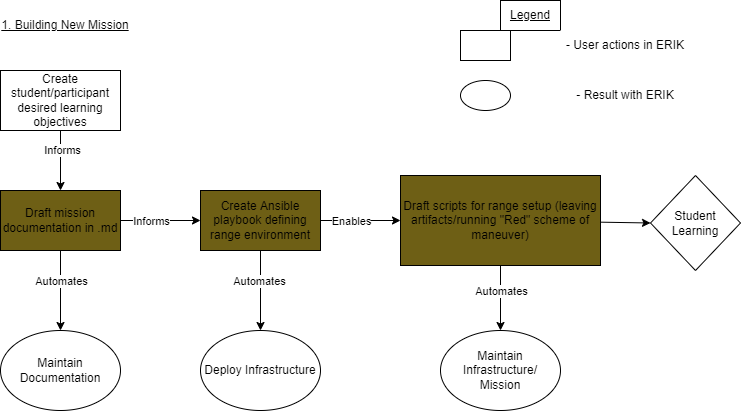 Legend
1. Building New Mission
- User actions in ERIK
- Result with ERIK
Create
student/participant
desired learning
objectives
Informs
Draft mission
documentation in .md
Informs
Create Ansible
playbook defining
range environment
Enables
Draft scripts for range setup (leaving
artifacts/running "Red" scheme of
maneuver)
Student
Learning
Automates
Automates
Automates
Maintain
Documentation
Deploy Infrastructure
Maintain
Infrastructure/
Mission